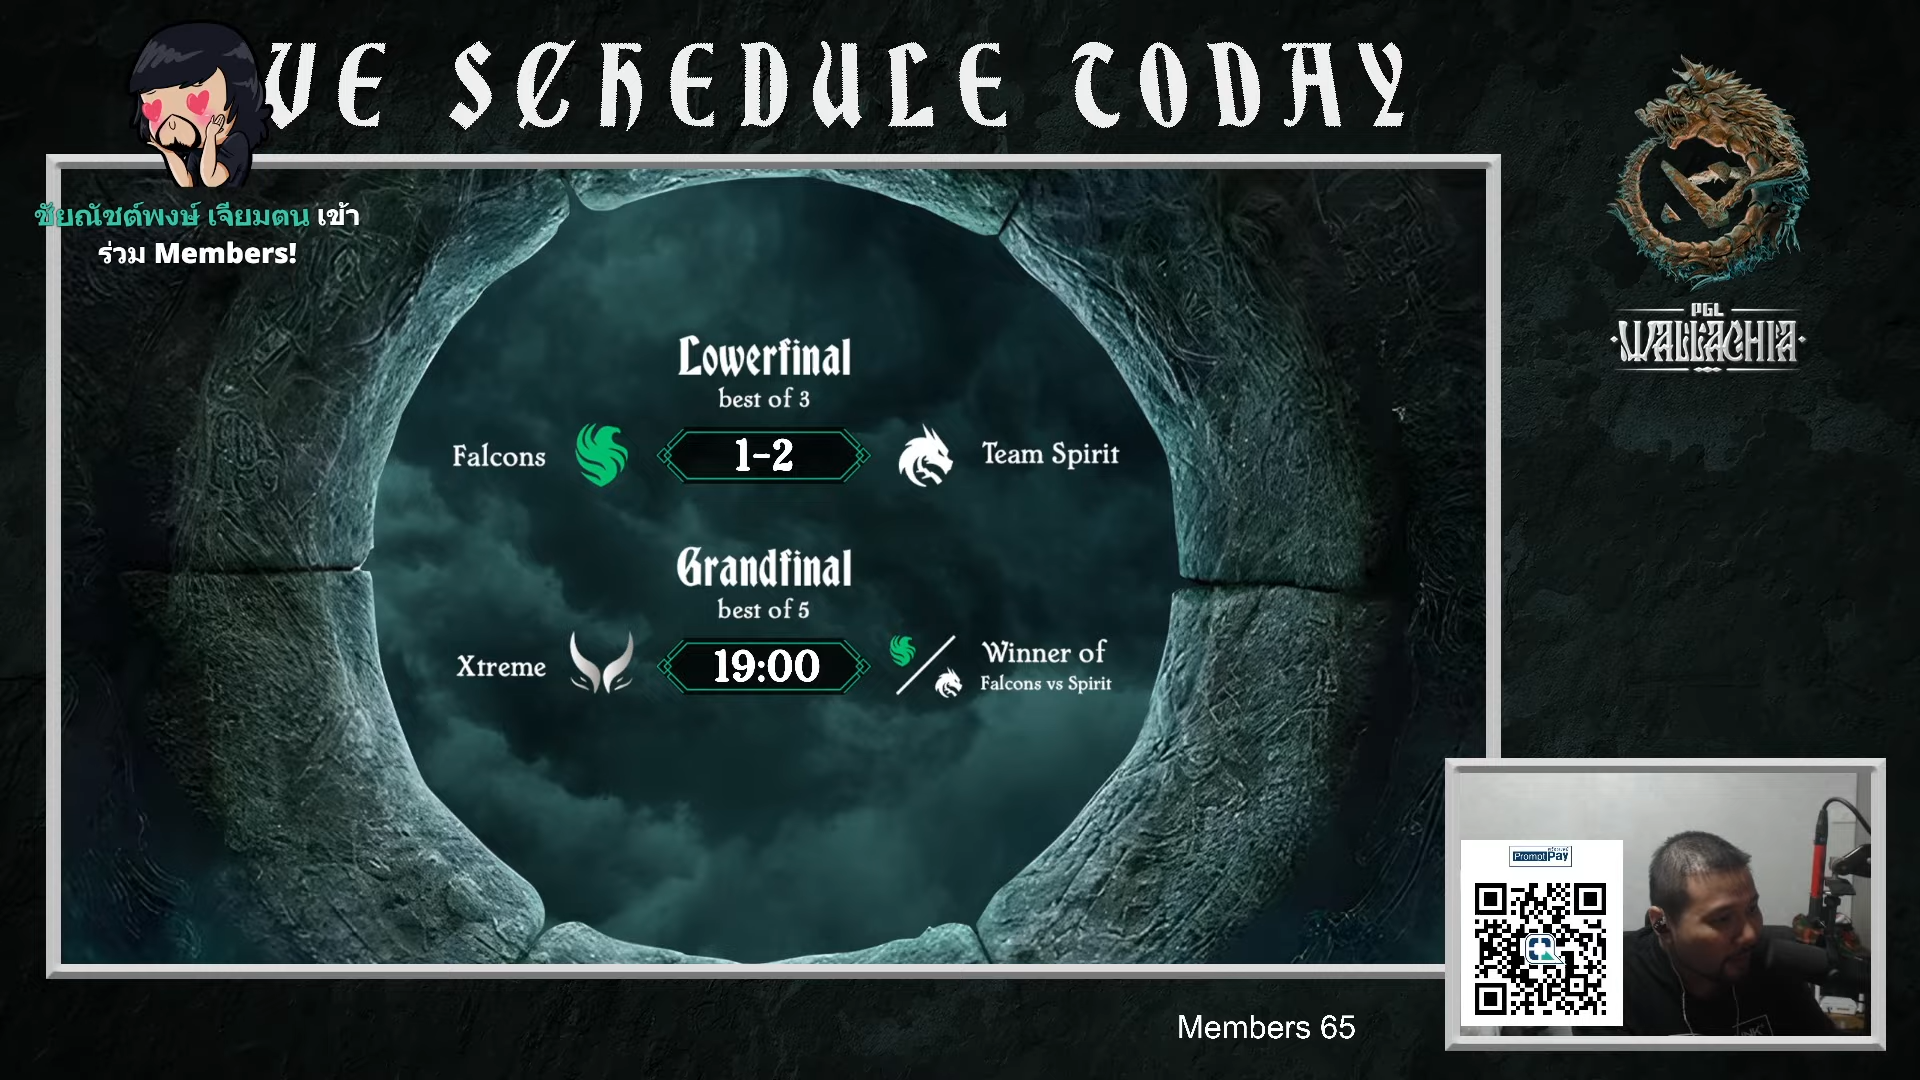 VE SCHEDULE TODAY
ชัยณัชต์พงษ์ เจียมตน เข้า
ร่วม Members!
PGL
WALLACHIA
Lowerfinal
best of 3
Falcons
1-2
Team Spirit
Grandfinal
best of 5
Xtreme
19:00
Winner of
Falcons vs Spirit
Prompt Pay
Members 65